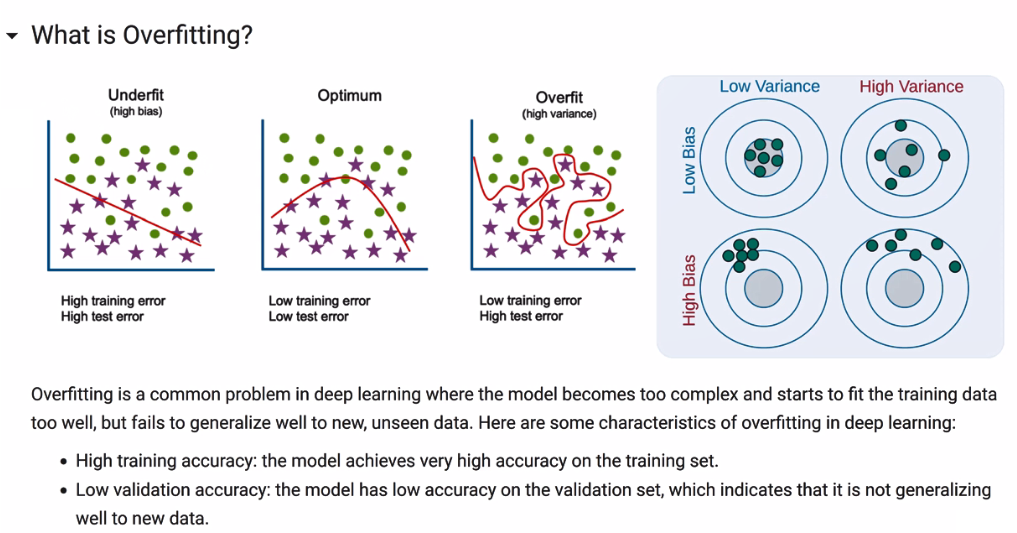 What is Overfitting?
Underfit
(high bias)
High training error
High test error
Optimum
Low training error
Low test error
Overfit
(high variance)
Low training error
High test error
Low Variance
High Variance
Low Bias
High Bias
Overfitting is a common problem in deep learning where the model becomes too complex and starts to fit the training data
too well, but fails to generalize well to new, unseen data. Here are some characteristics of overfitting in deep learning:
• High training accuracy: the model achieves very high accuracy on the training set.
• Low validation accuracy: the model has low accuracy on the validation set, which indicates that it is not generalizing
well to new data.